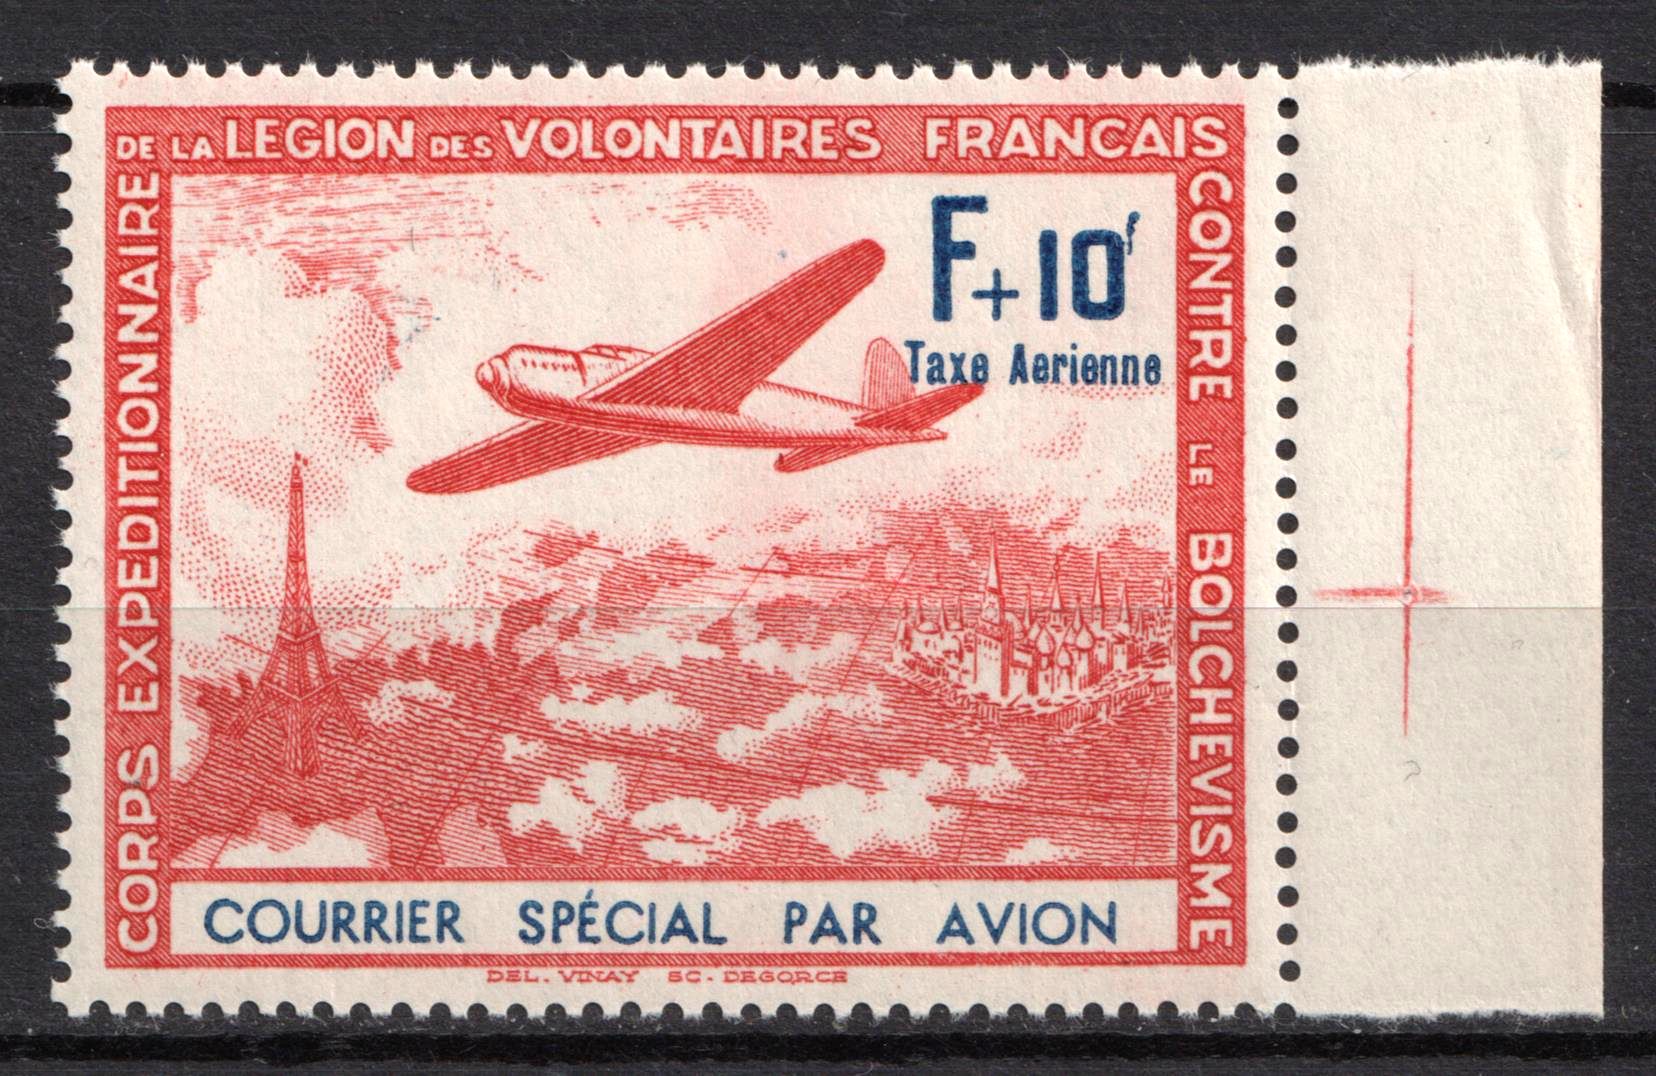 CORPS EXPEDITIONNAIRE
DE LA LEGION DES VOLONTAIRES FRANCAIS
CONTRE LE BOLCHEVISME
F+10f
Taxe Aerienne
COURRIER SPÉCIAL PAR AVION
DEL. VINAY SC. DEGORCE